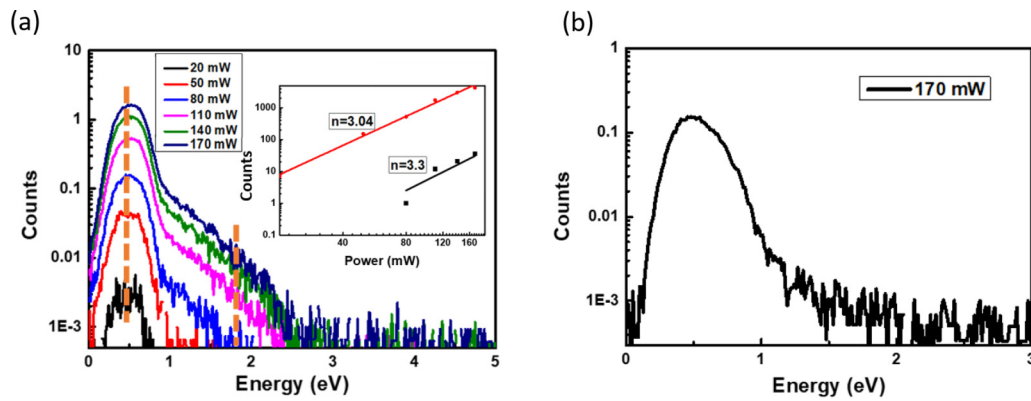 (a)
(b)
Counts
10
1
0.1
0.01
1E-3
20 mW
50 mW
80 mW
110 mW
140 mW
170 mW
Counts
1000
100
10
1
0.1
n=3.04
n=3.3
40
80
120
160
Power (mW)
0
1
2
3
4
5
Energy (eV)
Counts
1
0.1
0.01
1E-3
170 mW
0
1
2
3
Energy (eV)